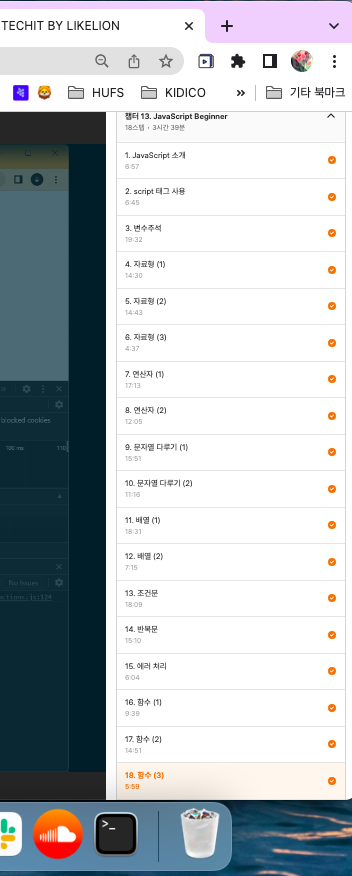 TECHIT BY LIKELION
HUFS
KIDICO
»
기타 북마크
챕터 13. JavaScript Beginner
18스텝 • 3시간 39분
1. JavaScript 소개
6:57
2. script 태그 사용
6:45
3. 변수주석
19:32
4. 자료형 (1)
14:30
5. 자료형 (2)
14:43
6. 자료형 (3)
4:37
7. 연산자 (1)
17:13
8. 연산자 (2)
12:05
9. 문자열 다루기 (1)
15:51
10. 문자열 다루기 (2)
11:16
11. 배열 (1)
18:31
12. 배열 (2)
7:15
13. 조건문
18:09
14. 반복문
15:10
15. 에러 처리
6:04
16. 함수 (1)
9:39
17. 함수 (2)
14:51
18. 함수 (3)
5:59
blocked cookies
No Issues
ctions.js:124
>_